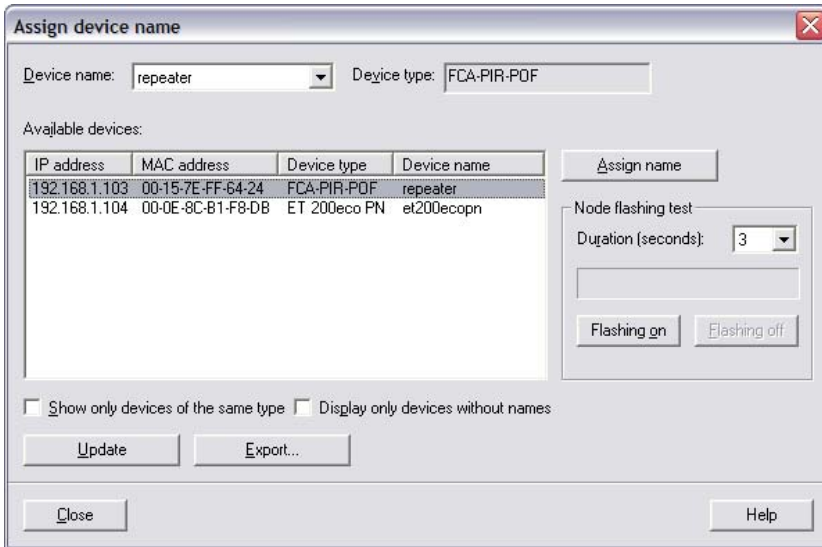 Assign device name
Device name: repeater Device type: FCA-PIR-POF
Available devices:
IP address MAC address Device type Device name
192.168.1.103 00-15-7E-FF-64-24 FCA-PIR-POF repeater
192.168.1.104 00-0E-8C-B1-F8-DB ET 200eco PN et200ecopn
Assign name
Node flashing test
Duration (seconds): 3
Flashing on Flashing off
Show only devices of the same type Display only devices without names
Update Export...
Close Help